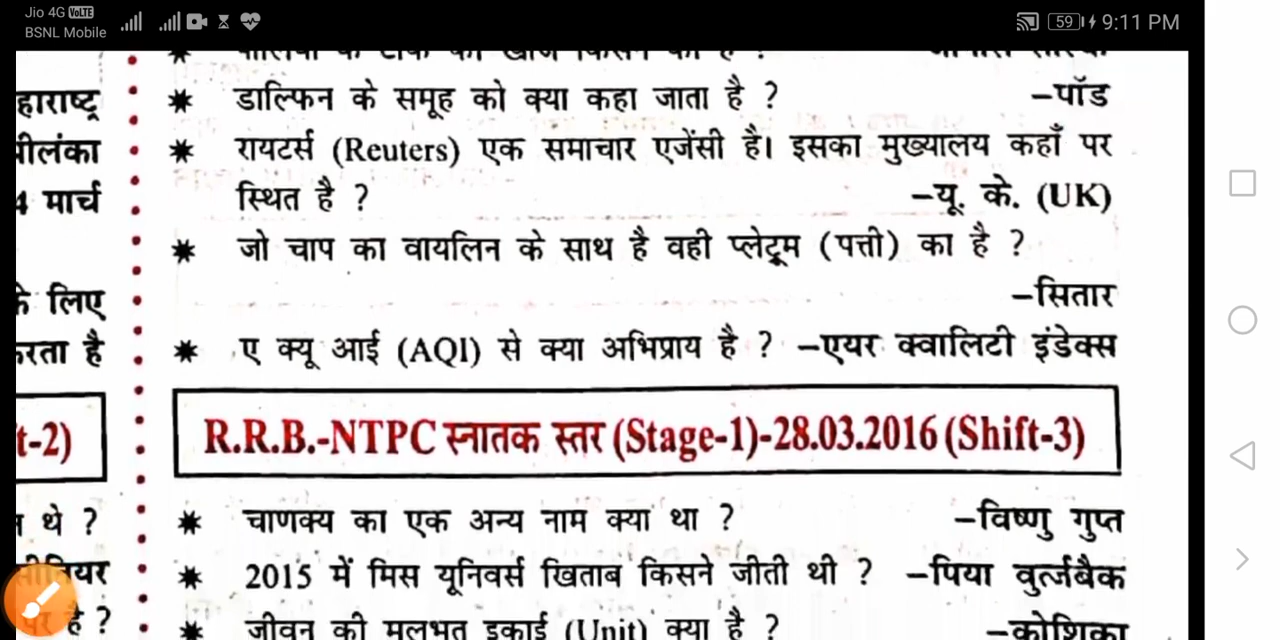 Jio 4G VoLTE
BSNL Mobile
59 9:11 PM
हाराष्ट्र
4 मार्च
लिए
करता है
t-2)
थे ?
है ?
डाल्फिन के समूह को क्या कहा जाता है ? –पॉड
रायटर्स (Reuters) एक समाचार एजेंसी है। इसका मुख्यालय कहाँ पर
स्थित है ? –यू. के. (UK)
जो चाप का वायलिन के साथ है वही प्लेट्रूम (पत्ती) का है ?
–सितार
ए क्यू आई (AQI) से क्या अभिप्राय है ? –एयर क्वालिटी इंडेक्स
R.R.B.-NTPC स्नातक स्तर (Stage-1)-28.03.2016 (Shift-3)
चाणक्य का एक अन्य नाम क्या था ? –विष्णु गुप्त
2015 में मिस यूनिवर्स खिताब किसने जीती थी ? –पिया वुर्त्जबैक
जीवन की मूलभूत इकाई (Unit) क्या है ? –कोशिका